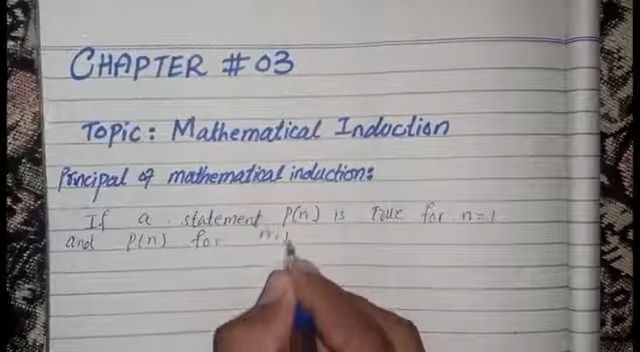 CHAPTER # 03
Topic: Mathematical Induction
Principal of mathematical induction:
If a statement P(n) is true for n=1
and P(n) for